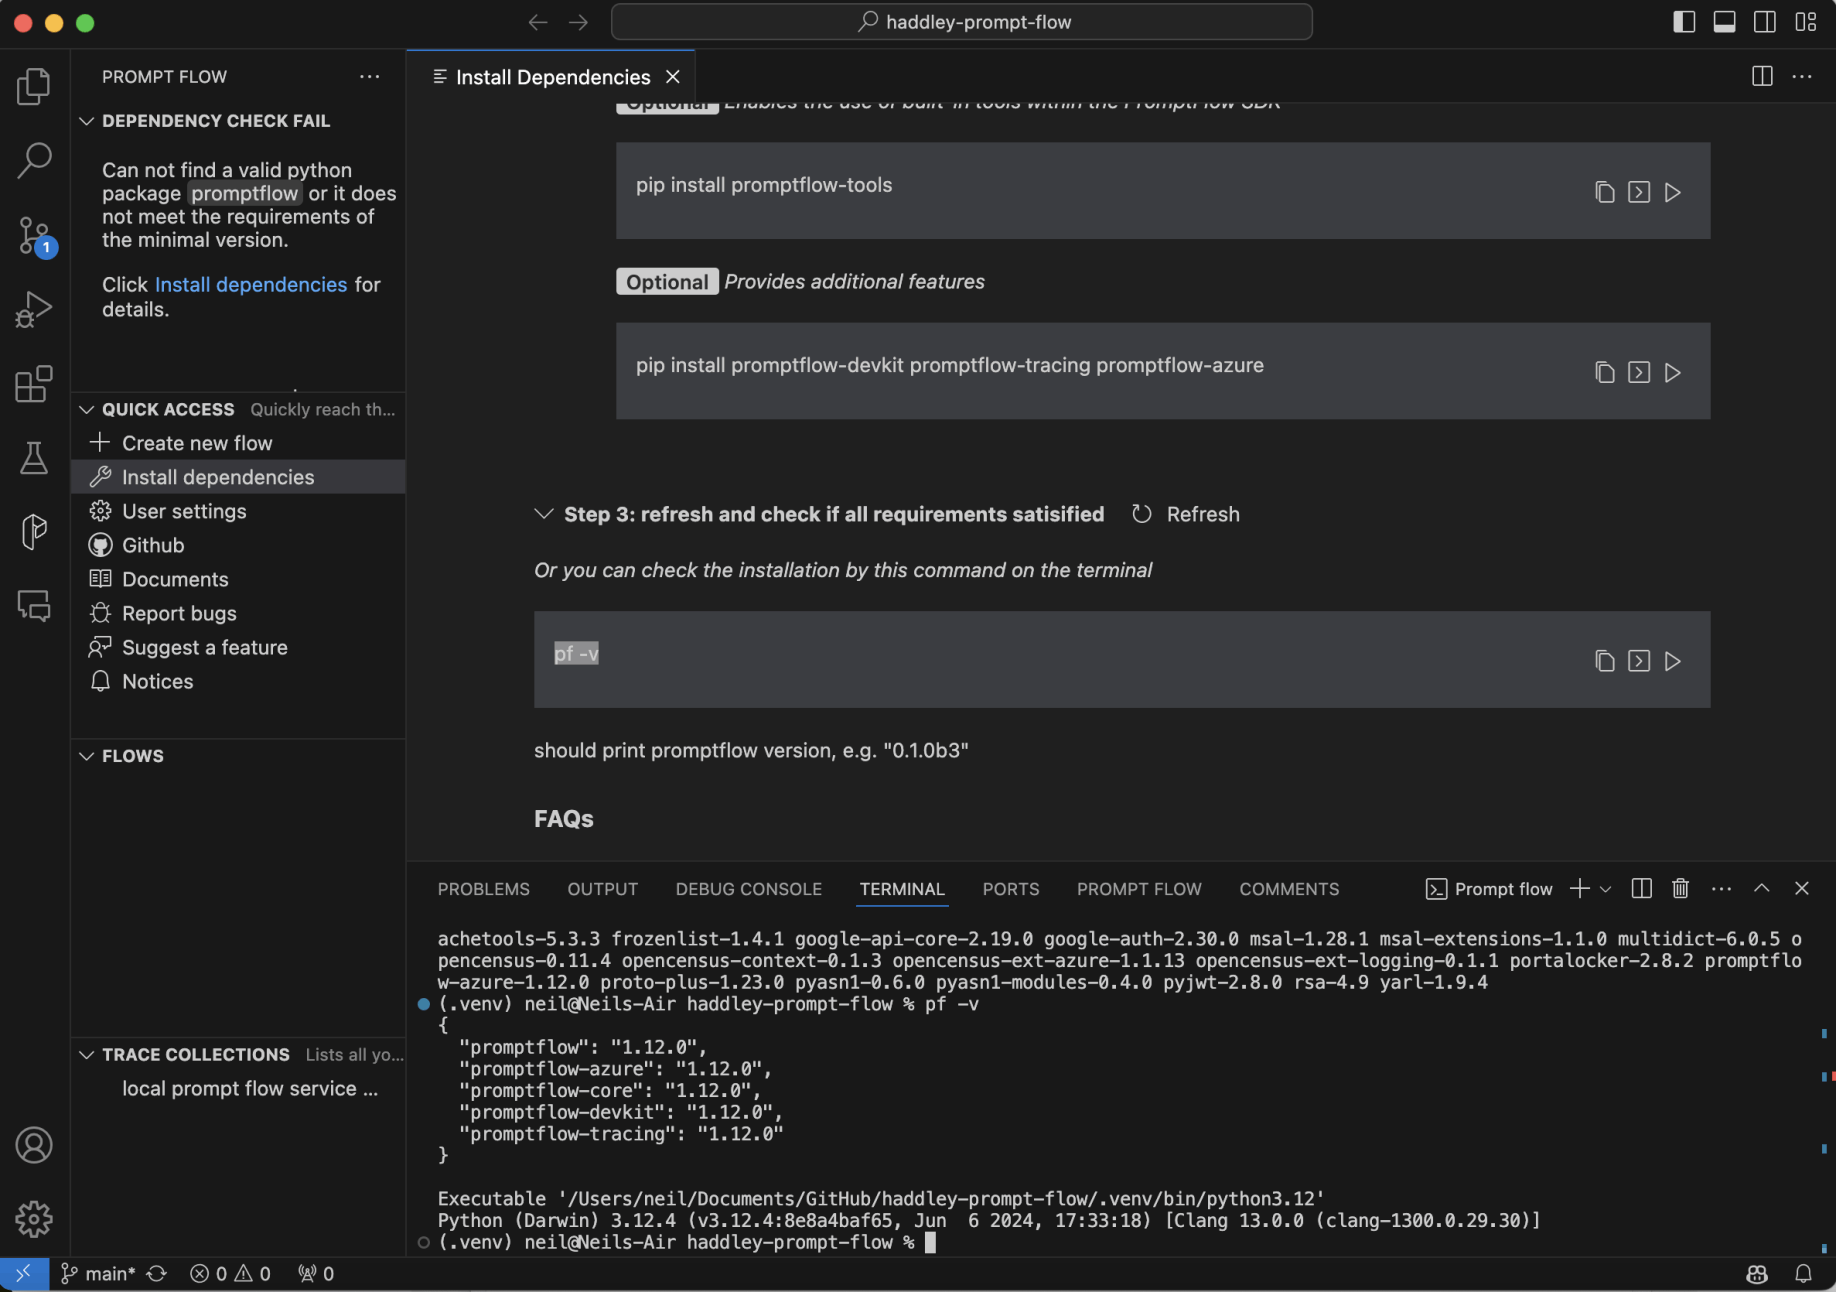 haddley-prompt-flow
PROMPT FLOW
DEPENDENCY CHECK FAIL
Can not find a valid python
package promptflow or it does
not meet the requirements of
the minimal version.
Click Install dependencies for
details.
QUICK ACCESS Quickly reach th...
Create new flow
Install dependencies
User settings
Github
Documents
Report bugs
Suggest a feature
Notices
FLOWS
TRACE COLLECTIONS Lists all yo...
local prompt flow service ...
1
Install Dependencies
Optional Enables the use of built-in tools within the PromptFlow SDK
pip install promptflow-tools
Optional Provides additional features
pip install promptflow-devkit promptflow-tracing promptflow-azure
Step 3: refresh and check if all requirements satisified Refresh
Or you can check the installation by this command on the terminal
pf -v
should print promptflow version, e.g. "0.1.0b3"
FAQs
PROBLEMS OUTPUT DEBUG CONSOLE TERMINAL PORTS PROMPT FLOW COMMENTS Prompt flow
achetools-5.3.3 frozenlist-1.4.1 google-api-core-2.19.0 google-auth-2.30.0 msal-1.28.1 msal-extensions-1.1.0 multidict-6.0.5 o
pencensus-0.11.4 opencensus-context-0.1.3 opencensus-ext-azure-1.1.13 opencensus-ext-logging-0.1.1 portalocker-2.8.2 promptflo
w-azure-1.12.0 proto-plus-1.23.0 pyasn1-0.6.0 pyasn1-modules-0.4.0 pyjwt-2.8.0 rsa-4.9 yarl-1.9.4
(.venv) neil@Neils-Air haddley-prompt-flow % pf -v
{
"promptflow": "1.12.0",
"promptflow-azure": "1.12.0",
"promptflow-core": "1.12.0",
"promptflow-devkit": "1.12.0",
"promptflow-tracing": "1.12.0"
}
Executable '/Users/neil/Documents/GitHub/haddley-prompt-flow/.venv/bin/python3.12'
Python (Darwin) 3.12.4 (v3.12.4:8e8a4baf65, Jun  6 2024, 17:33:18) [Clang 13.0.0 (clang-1300.0.29.30)]
(.venv) neil@Neils-Air haddley-prompt-flow %
main* 0 0 0